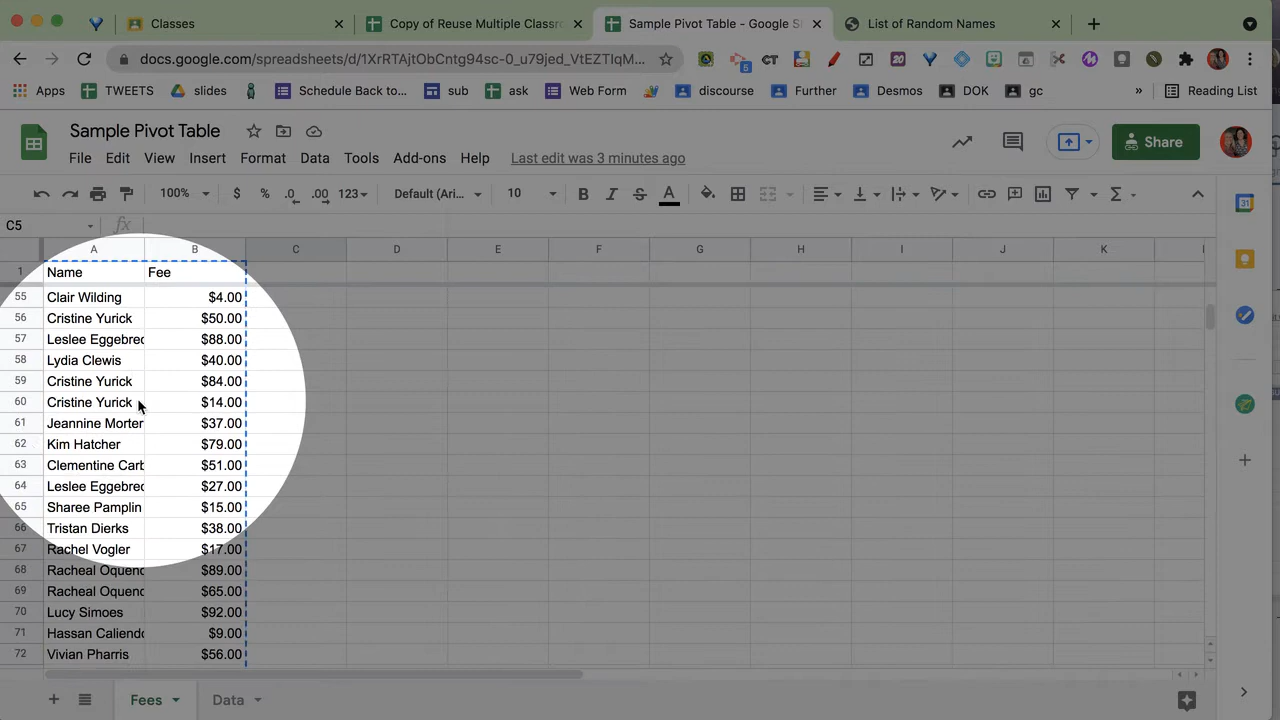 Classes
Copy of Reuse Multiple Classro
Sample Pivot Table - Google S
List of Random Names
docs.google.com/spreadsheets/d/1XrRTAjtObCntg94sc-0_u79jed_VtEZTIqM...
5
CT
20
Apps
TWEETS
slides
Schedule Back to...
sub
ask
Web Form
discourse
Further
Desmos
DOK
gc
»
Reading List
Sample Pivot Table
File Edit View Insert Format Data Tools Add-ons Help Last edit was 3 minutes ago
Share
100% $ % .0 .00 123 Default (Ari... 10 B I S A Σ
31
C5
fx
A B C D E F G H I J K
1 Name Fee
55 Clair Wilding $4.00
56 Cristine Yurick $50.00
57 Leslee Eggebrec $88.00
58 Lydia Clewis $40.00
59 Cristine Yurick $84.00
60 Cristine Yurick $14.00
61 Jeannine Morter $37.00
62 Kim Hatcher $79.00
63 Clementine Carb $51.00
64 Leslee Eggebrec $27.00
65 Sharee Pamplin $15.00
66 Tristan Dierks $38.00
67 Rachel Vogler $17.00
68 Racheal Oquenc $89.00
69 Racheal Oquenc $65.00
70 Lucy Simoes $92.00
71 Hassan Caliendo $9.00
72 Vivian Pharris $56.00
Fees
Data